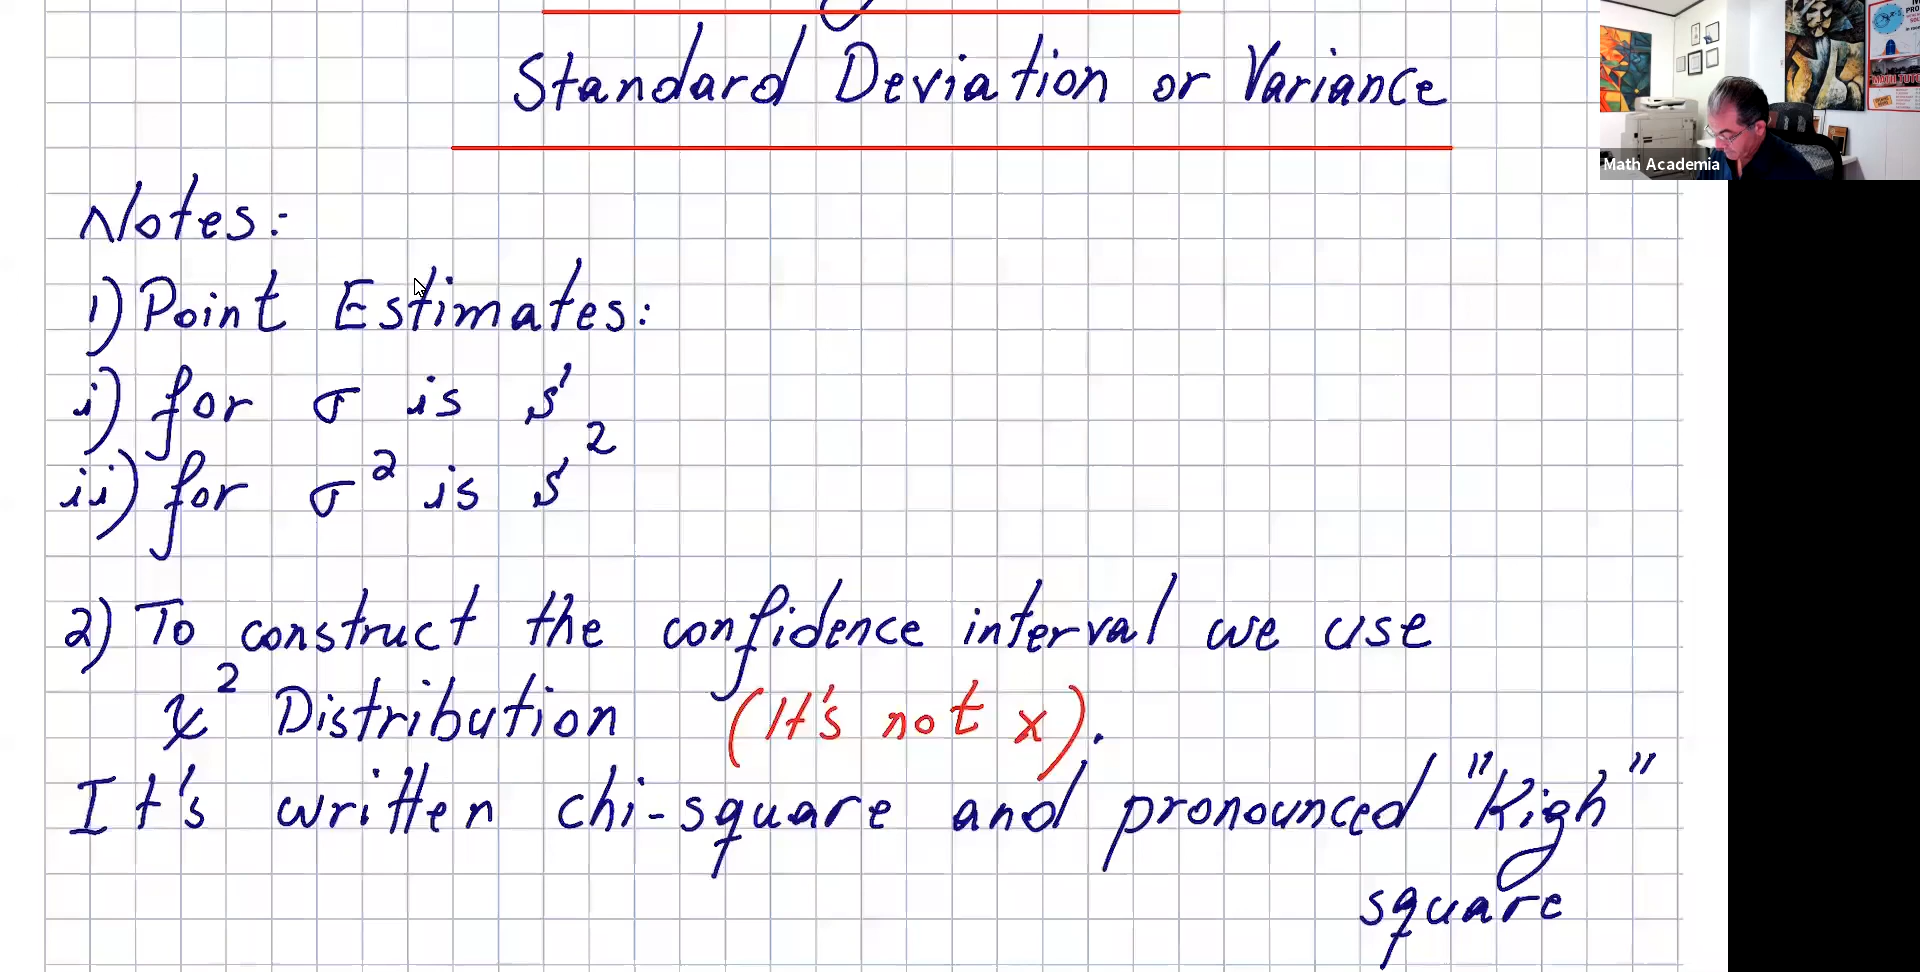 Standard Deviation or Variance
Math Academia
Notes:
1) Point Estimates:
i) for σ is s
ii) for σ² is s²
2) To construct the confidence interval we use
χ² Distribution (It's not x).
It's written chi-square and pronounced "Kigh"
square